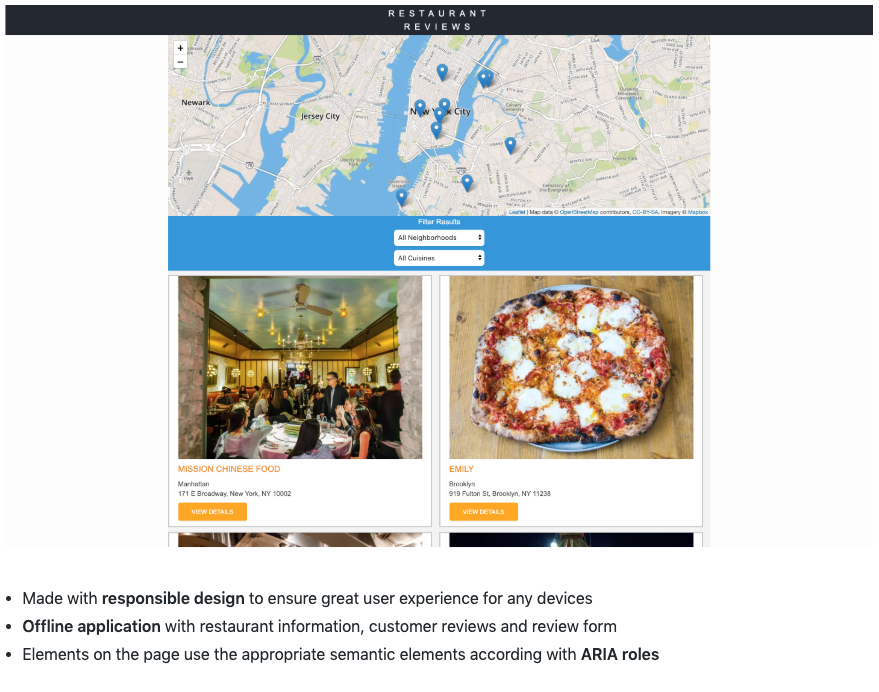 RESTAURANT
REVIEWS
+
−
Newark
Jersey City
New York City
Leaflet | Map data © OpenStreetMap contributors, CC-BY-SA, Imagery © Mapbox
Filter Results
All Neighborhoods
All Cuisines
MISSION CHINESE FOOD
Manhattan
171 E Broadway, New York, NY 10002
VIEW DETAILS
EMILY
Brooklyn
919 Fulton St, Brooklyn, NY 11238
VIEW DETAILS
• Made with responsible design to ensure great user experience for any devices
• Offline application with restaurant information, customer reviews and review form
• Elements on the page use the appropriate semantic elements according with ARIA roles